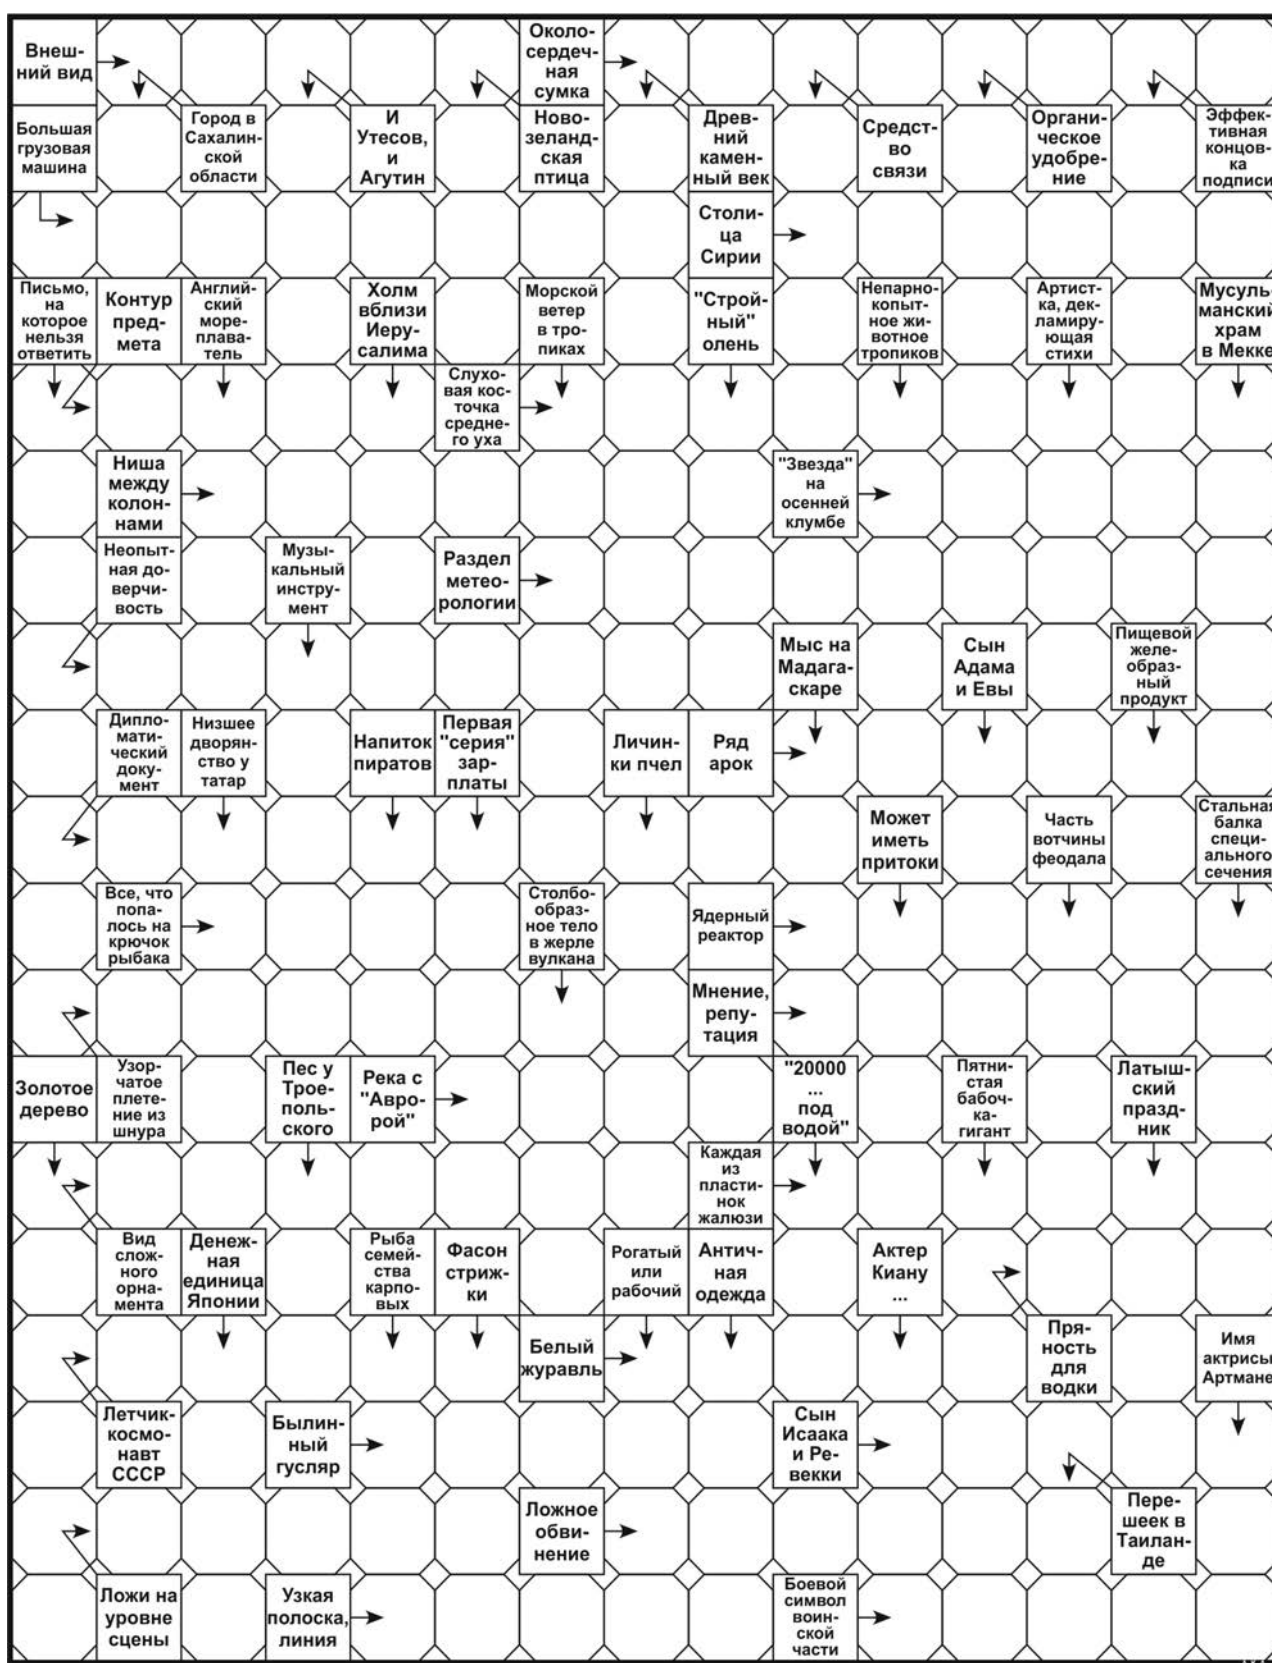 Внеш-
ний вид
Около-
сердеч-
ная
сумка
Большая
грузовая
машина
Город в
Сахалин-
ской
области
И
Утесов,
и
Агутин
Ново-
зеланд-
ская
птица
Древ-
ний
камен-
ный век
Средст-
во
связи
Органи-
ческое
удобре-
ние
Эффек-
тивная
концов-
ка
подписи
Столи-
ца
Сирии
Письмо,
на
которое
нельзя
ответить
Контур
пред-
мета
Англий-
ский
море-
плава-
тель
Холм
вблизи
Иеру-
салима
Морской
ветер
в тро-
пиках
"Строй-
ный"
олень
Непарно-
копыт-
ное жи-
вотное
тропиков
Артист-
ка, дек-
ламиру-
ющая
стихи
Мусуль-
манский
храм
в Мекке
Слухо-
вая кос-
точка
средне-
го уха
Ниша
между
колон-
нами
"Звезда"
на
осенней
клумбе
Неопыт-
ная до-
верчи-
вость
Музы-
кальный
инстру-
мент
Раздел
метео-
рологии
Мыс на
Мадага-
скаре
Сын
Адама
и Евы
Пищевой
желе-
образ-
ный
продукт
Дипло-
мати-
ческий
доку-
мент
Низшее
дворян-
ство у
татар
Напиток
пиратов
Первая
"серия"
зар-
платы
Личин-
ки пчел
Ряд
арок
Может
иметь
притоки
Часть
вотчины
феодала
Стальная
балка
специ-
ального
сечения
Все, что
попа-
лось на
крючок
рыбака
Столбо-
образ-
ное тело
в жерле
вулкана
Ядерный
реактор
Мнение,
репу-
тация
Золотое
дерево
Узор-
чатое
плете-
ние из
шнура
Пес у
Трое-
поль-
ского
Река с
"Авро-
рой"
"20000
...
под
водой"
Пятни-
стая
бабоч-
ка-
гигант
Латыш-
ский
празд-
ник
Каждая
из
пласти-
нок
жалюзи
Вид
слож-
ного
орна-
мента
Денеж-
ная
единица
Японии
Рыба
семей-
ства
карпо-
вых
Фасон
стриж-
ки
Рогатый
или
рабочий
Антич-
ная
одежда
Актер
Киану
...
Белый
журавль
Пря-
ность
для
водки
Имя
актрисы
Артмане
Летчик-
космо-
навт
СССР
Былин-
ный
гусляр
Сын
Исаака
и Ре-
векки
Ложное
обви-
нение
Пере-
шеек в
Таилан-
де
Ложи на
уровне
сцены
Узкая
полоска,
линия
Боевой
символ
воин-
ской
части